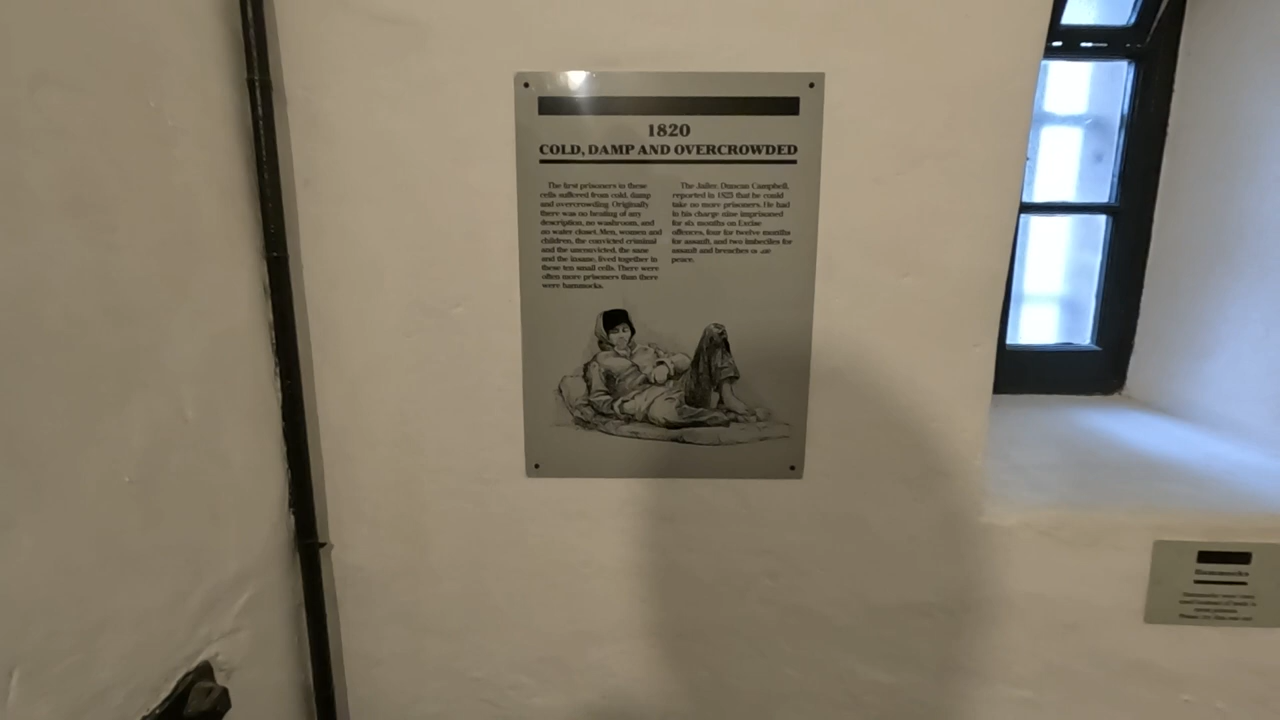 1820
COLD, DAMP AND OVERCROWDED
The first prisoners in these
cells suffered from cold, damp
and overcrowding. Originally
there was no heating of any
description, no washroom, and
no water closet. Men, women and
children, the convicted criminal
and the unconvicted, the sane
and the insane, lived together in
these ten small cells. There were
often more prisoners than there
were hammocks.
The Jailer, Duncan Campbell,
reported in 1825 that he could
take no more prisoners. He had
in his charge nine imprisoned
for six months on Excise
offences, four for twelve months
for assault, and two imbeciles for
assault and breaches
peace.
Hammocks